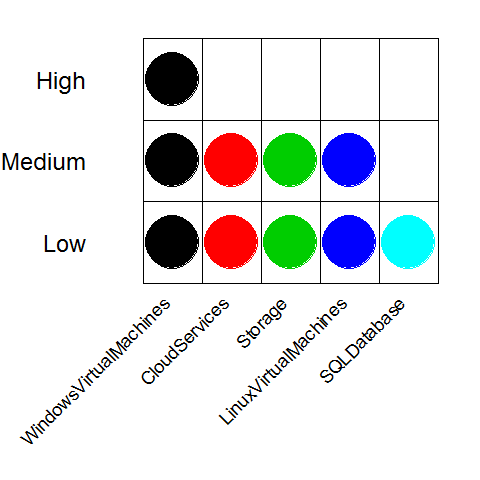 High
Medium
Low
WindowsVirtualMachines
CloudServices
Storage
LinuxVirtualMachines
SQLDatabase